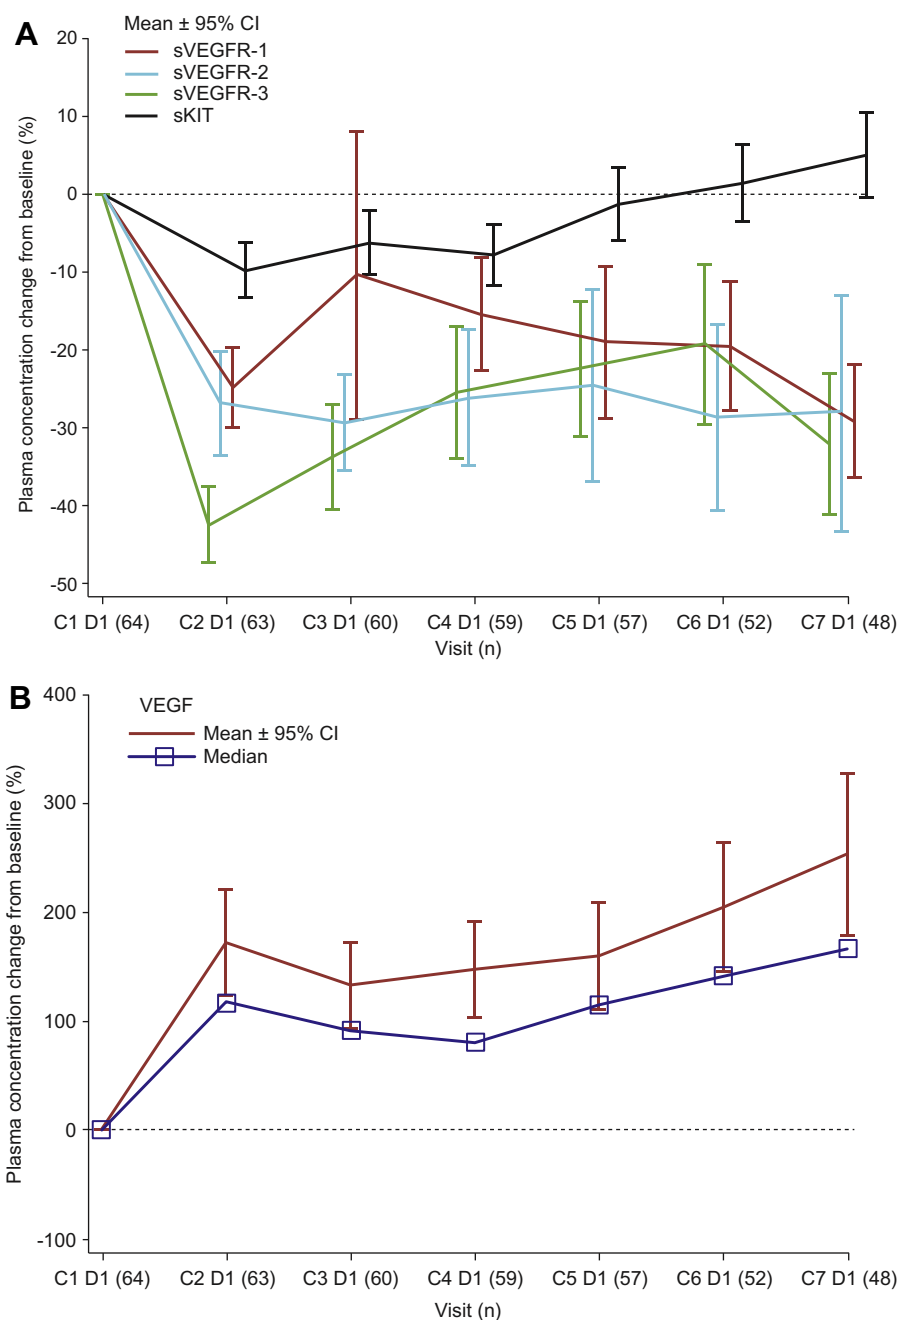 A
Mean ± 95% CI
sVEGFR-1
sVEGFR-2
sVEGFR-3
sKIT
Plasma concentration change from baseline (%)
20
10
0
-10
-20
-30
-40
-50
C1 D1 (64) C2 D1 (63) C3 D1 (60) C4 D1 (59) C5 D1 (57) C6 D1 (52) C7 D1 (48)
Visit (n)
B
VEGF
Mean ± 95% CI
Median
Plasma concentration change from baseline (%)
400
300
200
100
0
-100
C1 D1 (64) C2 D1 (63) C3 D1 (60) C4 D1 (59) C5 D1 (57) C6 D1 (52) C7 D1 (48)
Visit (n)